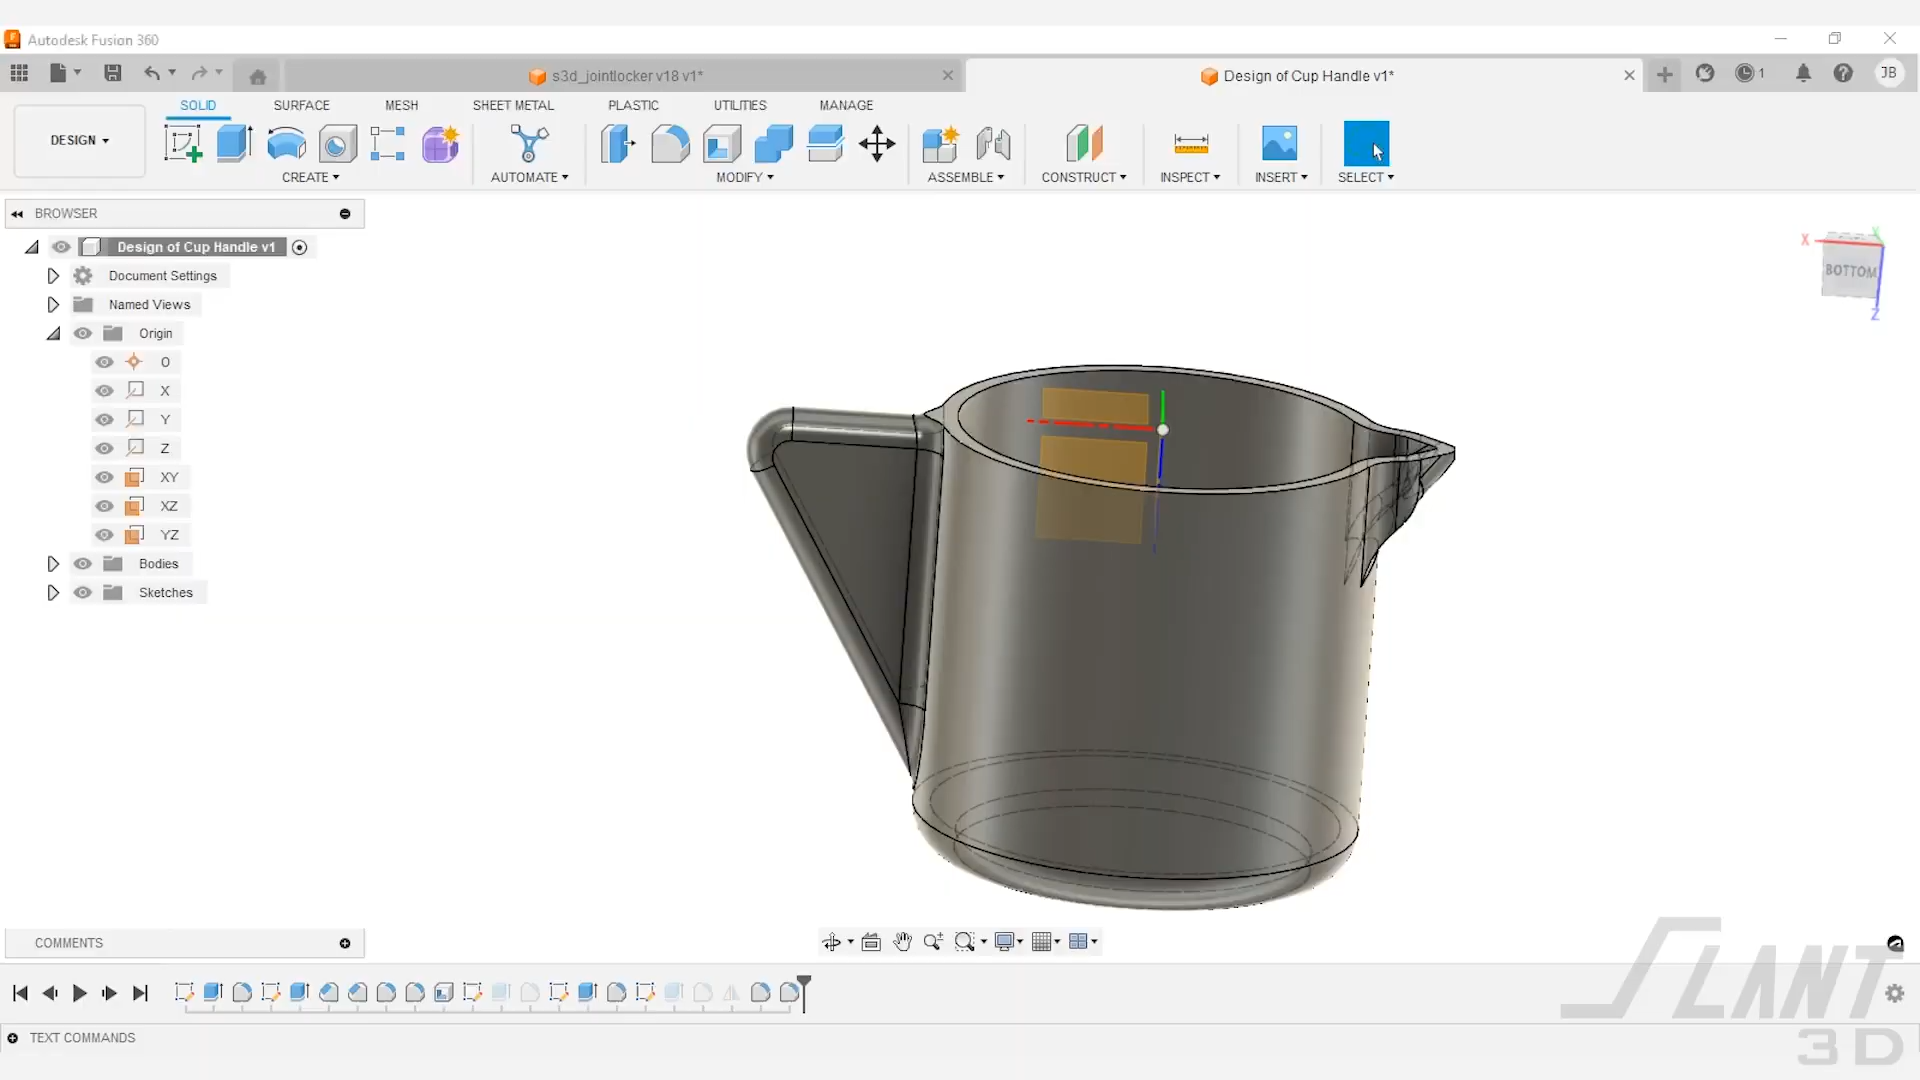 Autodesk Fusion 360
s3d_jointlocker v18 v1*
Design of Cup Handle v1*
1
JB
DESIGN
SOLID
SURFACE
MESH
SHEET METAL
PLASTIC
UTILITIES
MANAGE
CREATE
AUTOMATE
MODIFY
ASSEMBLE
CONSTRUCT
INSPECT
INSERT
SELECT
BROWSER
Design of Cup Handle v1
Document Settings
Named Views
Origin
O
X
Y
Z
XY
XZ
YZ
Bodies
Sketches
X
BOTTOM
Z
COMMENTS
TEXT COMMANDS
SLANT
3D